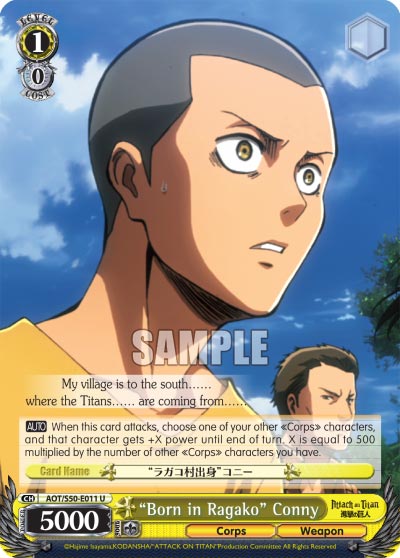 LEVEL
1
0
COST
SAMPLE
My village is to the south……
where the Titans…… are coming from……
AUTO When this card attacks, choose one of your other «Corps» characters,
and that character gets +X power until end of turn. X is equal to 500
multiplied by the number of other «Corps» characters you have.
Card Name “ラガコ村出身”コニー
CH AOT/S50-E011 U
“Born in Ragako” Conny
Attack on Titan
進撃の巨人
POWER 5000 SOUL Corps Weapon
©Hajime Isayama,KODANSHA/"ATTACK ON TITAN"Production Committee All Rights Reserved